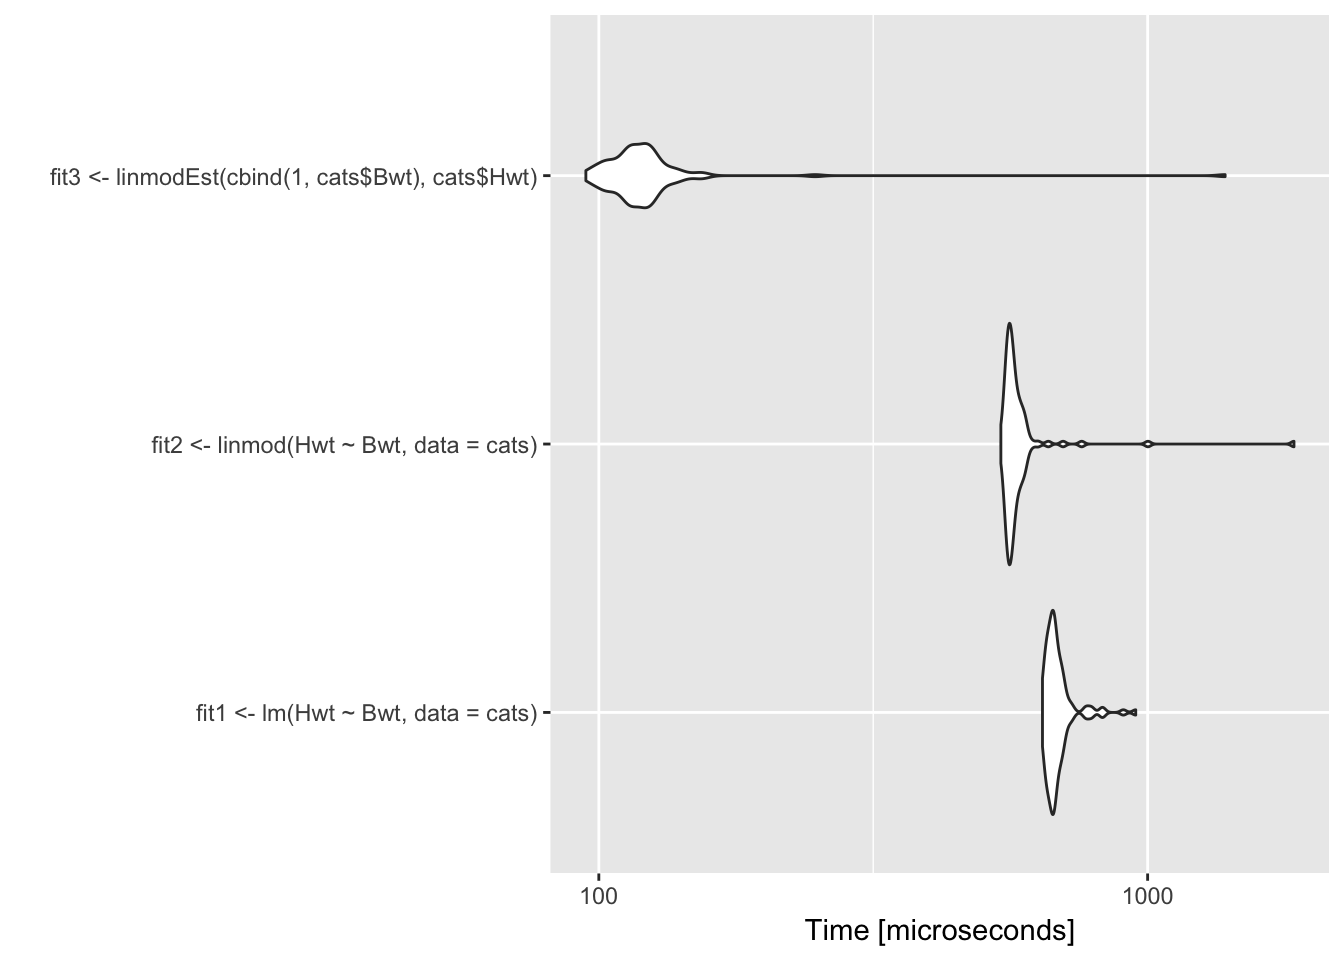 fit3 <- linmodEst(cbind(1, cats$Bwt), cats$Hwt)
fit2 <- linmod(Hwt ~ Bwt, data = cats)
fit1 <- lm(Hwt ~ Bwt, data = cats)
100 1000
Time [microseconds]